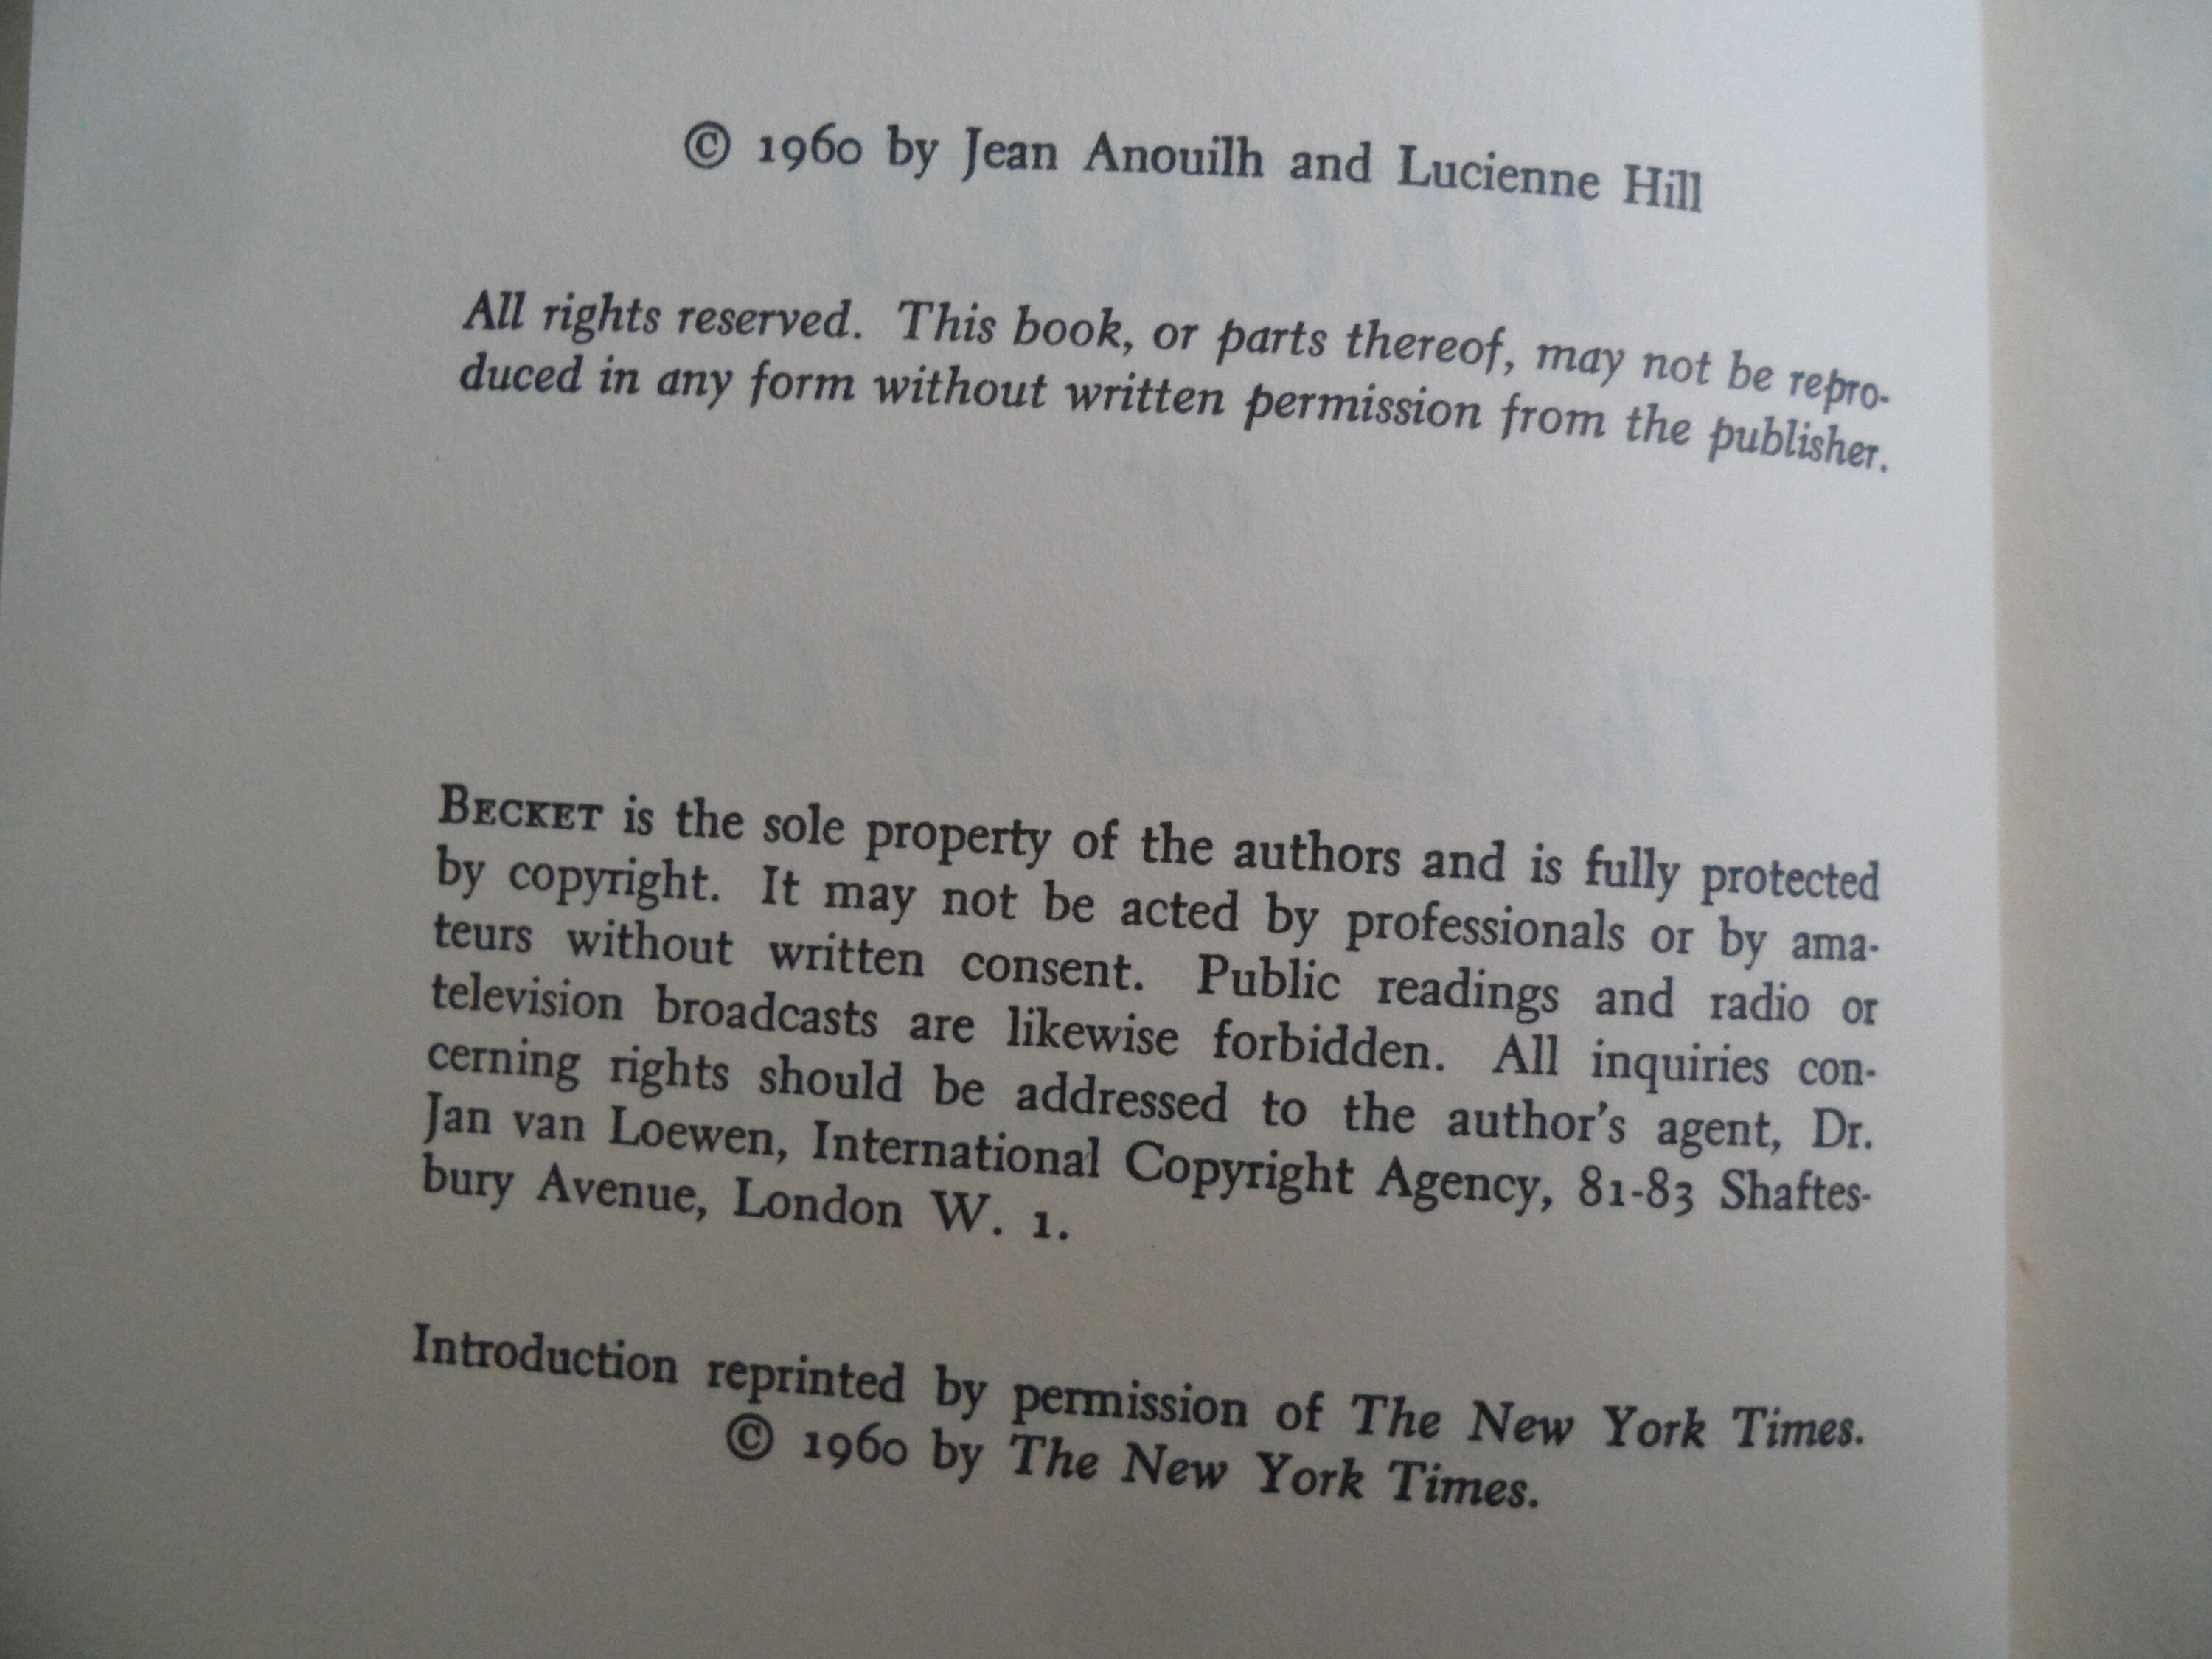 © 1960 by Jean Anouilh and Lucienne Hill
All rights reserved. This book, or parts thereof, may not be repro-
duced in any form without written permission from the publisher.
BECKET is the sole property of the authors and is fully protected
by copyright. It may not be acted by professionals or by ama-
teurs without written consent. Public readings and radio or
television broadcasts are likewise forbidden. All inquiries con-
cerning rights should be addressed to the author's agent, Dr.
Jan van Loewen, International Copyright Agency, 81-83 Shaftes-
bury Avenue, London W. 1.
Introduction reprinted by permission of The New York Times.
© 1960 by The New York Times.